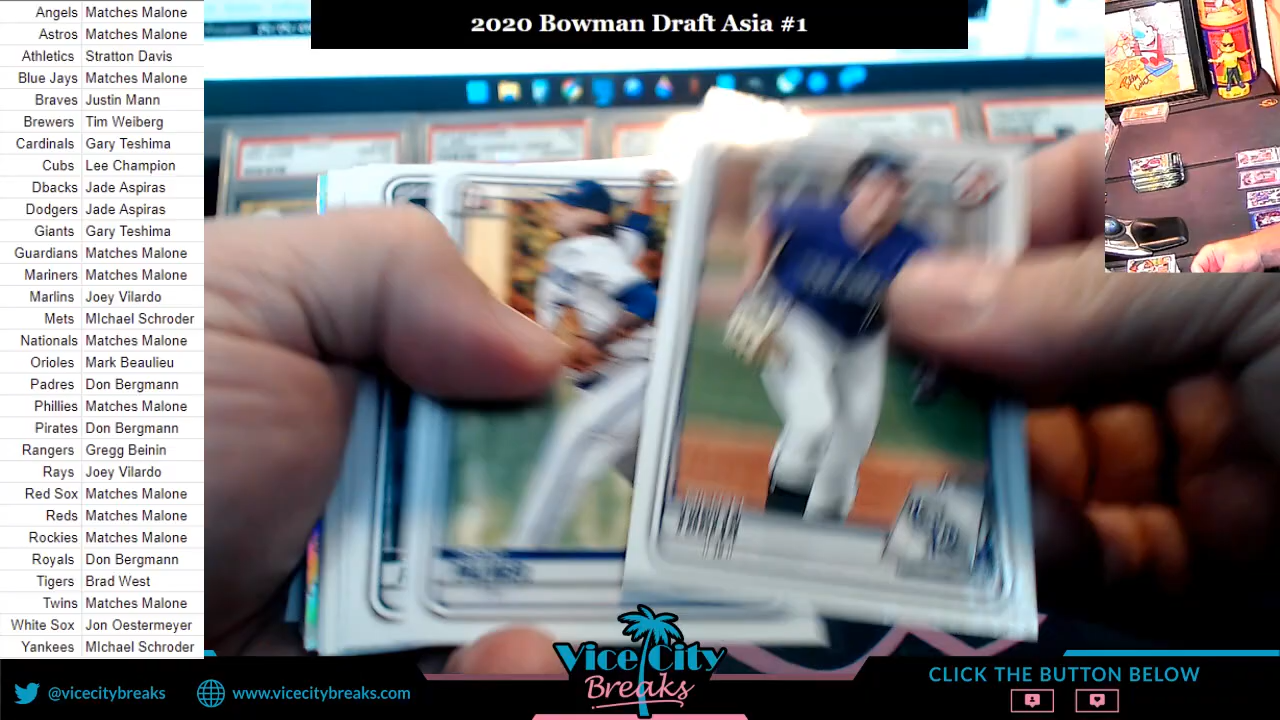 2020 Bowman Draft Asia #1
Angels Matches Malone
Astros Matches Malone
Athletics Stratton Davis
Blue Jays Matches Malone
Braves Justin Mann
Brewers Tim Weiberg
Cardinals Gary Teshima
Cubs Lee Champion
Dbacks Jade Aspiras
Dodgers Jade Aspiras
Giants Gary Teshima
Guardians Matches Malone
Mariners Matches Malone
Marlins Joey Vilardo
Mets MIchael Schroder
Nationals Matches Malone
Orioles Mark Beaulieu
Padres Don Bergmann
Phillies Matches Malone
Pirates Don Bergmann
Rangers Gregg Beinin
Rays Joey Vilardo
Red Sox Matches Malone
Reds Matches Malone
Rockies Matches Malone
Royals Don Bergmann
Tigers Brad West
Twins Matches Malone
White Sox Jon Oestermeyer
Yankees MIchael Schroder
@vicecitybreaks
www.vicecitybreaks.com
Vice City
Breaks
CLICK THE BUTTON BELOW